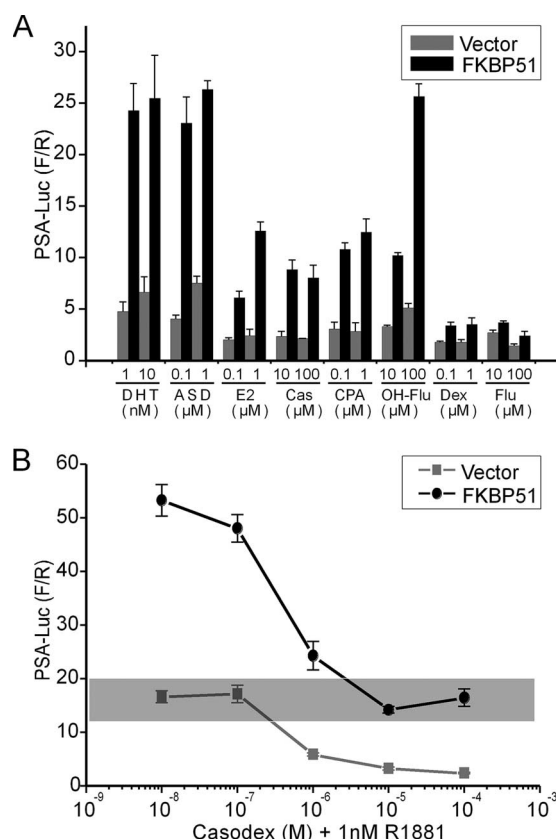 A
PSA-Luc (F/R)
30
25
20
15
10
5
0
Vector
FKBP51
1 10 0.1 1 0.1 1 10 100 0.1 1 10 100 0.1 1 10 100
DHT ASD E2 Cas CPA OH-Flu Dex Flu
(nM) (µM) (µM) (µM) (µM) (µM) (µM) (µM)
B
PSA-Luc (F/R)
60
50
40
30
20
10
0
Vector
FKBP51
10⁻⁹ 10⁻⁸ 10⁻⁷ 10⁻⁶ 10⁻⁵ 10⁻⁴ 10⁻³
Casodex (M) + 1nM R1881